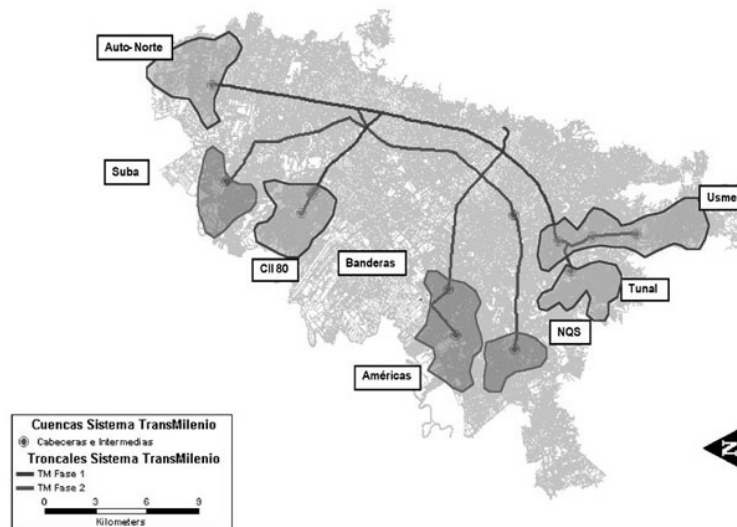 Auto-Norte
Suba
Usme
Cll 80
Banderas
Tunal
NQS
Américas
Cuencas Sistema TransMilenio
Cabeceras e Intermedias
Troncales Sistema TransMilenio
TM Fase 1
TM Fase 2
0 3 6 9
Kilometers
N